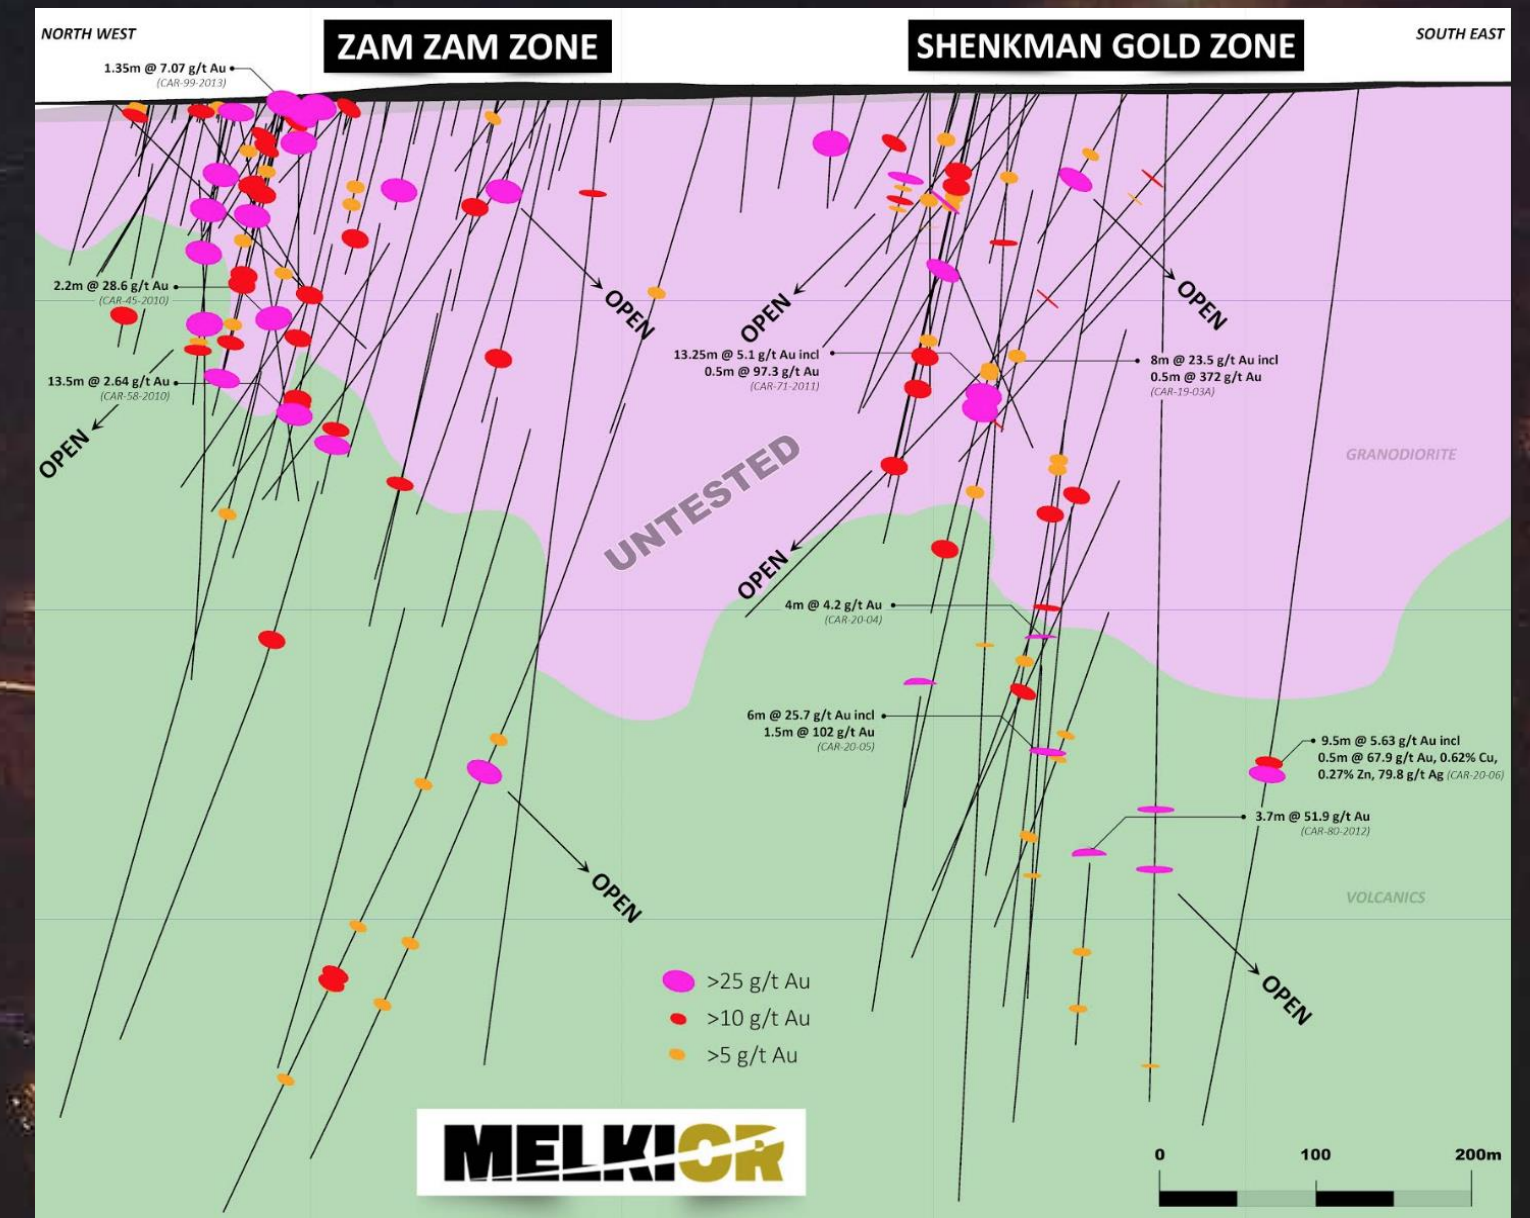 NORTH WEST
ZAM ZAM ZONE
SHENKMAN GOLD ZONE
SOUTH EAST
1.35m @ 7.07 g/t Au
(CAR-99-2013)
2.2m @ 28.6 g/t Au
(CAR-45-2010)
OPEN
OPEN
OPEN
13.25m @ 5.1 g/t Au incl
0.5m @ 97.3 g/t Au
(CAR-71-2011)
8m @ 23.5 g/t Au incl
0.5m @ 372 g/t Au
(CAR-19-03A)
13.5m @ 2.64 g/t Au
(CAR-58-2010)
OPEN
GRANODIORITE
UNTESTED
OPEN
4m @ 4.2 g/t Au
(CAR-20-04)
6m @ 25.7 g/t Au incl
1.5m @ 102 g/t Au
(CAR-20-05)
9.5m @ 5.63 g/t Au incl
0.5m @ 67.9 g/t Au, 0.62% Cu,
0.27% Zn, 79.8 g/t Ag (CAR-20-06)
3.7m @ 51.9 g/t Au
(CAR-80-2012)
OPEN
VOLCANICS
OPEN
>25 g/t Au
>10 g/t Au
>5 g/t Au
MELKIOR
0 100 200m